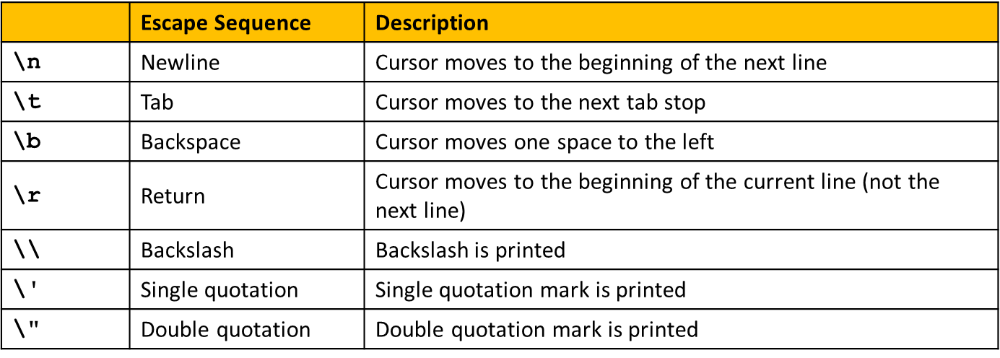 Escape Sequence Description
\n Newline Cursor moves to the beginning of the next line
\t Tab Cursor moves to the next tab stop
\b Backspace Cursor moves one space to the left
\r Return Cursor moves to the beginning of the current line (not the
next line)
\\ Backslash Backslash is printed
\' Single quotation Single quotation mark is printed
\" Double quotation Double quotation mark is printed